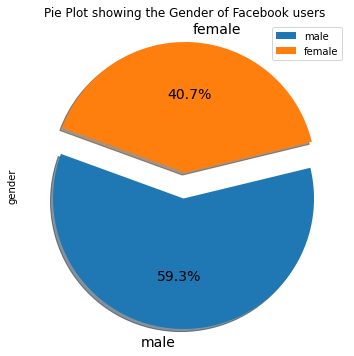 Pie Plot showing the Gender of Facebook users
female
male
female
40.7%
gender
59.3%
male